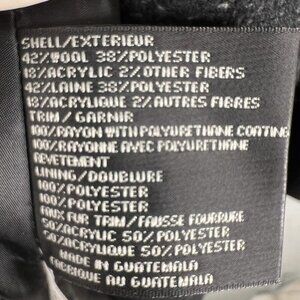 SHELL/EXTERIEUR
42%WOOL 38%POLYESTER
18%ACRYLIC 2%OTHER FIBERS
42%LAINE 38%POLYESTER
18%ACRYLIQUE 2%AUTRES FIBRES
TRIM / GARNIR
100%RAYON WITH POLYURETHANE COATING
100%RAYONNE AVEC POLYURETHANE
REVETEMENT
LINING/DOUBLURE
100%POLYESTER
100%POLYESTER
FAUX FUR TRIM/FAUSSE FOURRURE
50%ACRYLIC 50%POLYESTER
50%ACRYLIQUE 50%POLYESTER
MADE IN GUATEMALA
FABRIQUE AU GUATEMALA